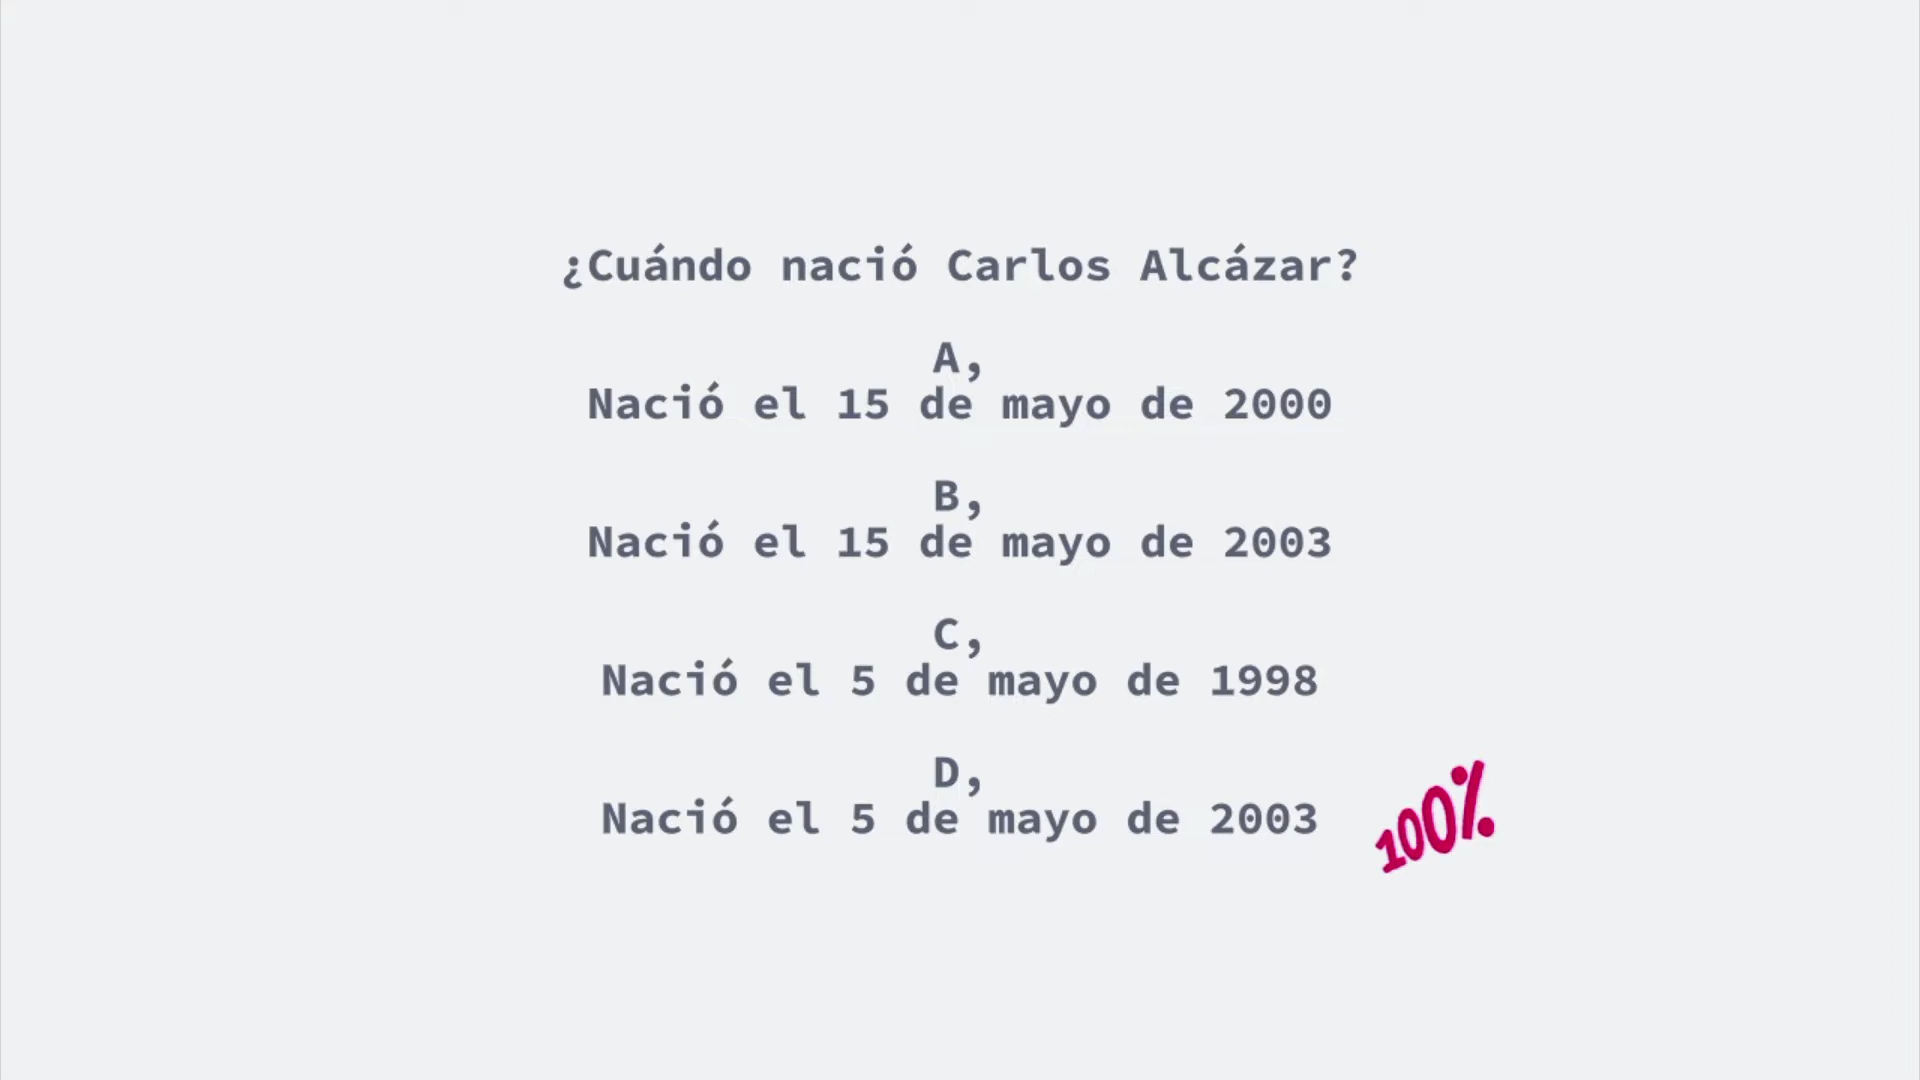 ¿Cuándo nació Carlos Alcázar?
A,
Nació el 15 de mayo de 2000
B,
Nació el 15 de mayo de 2003
C,
Nació el 5 de mayo de 1998
D,
Nació el 5 de mayo de 2003
100%